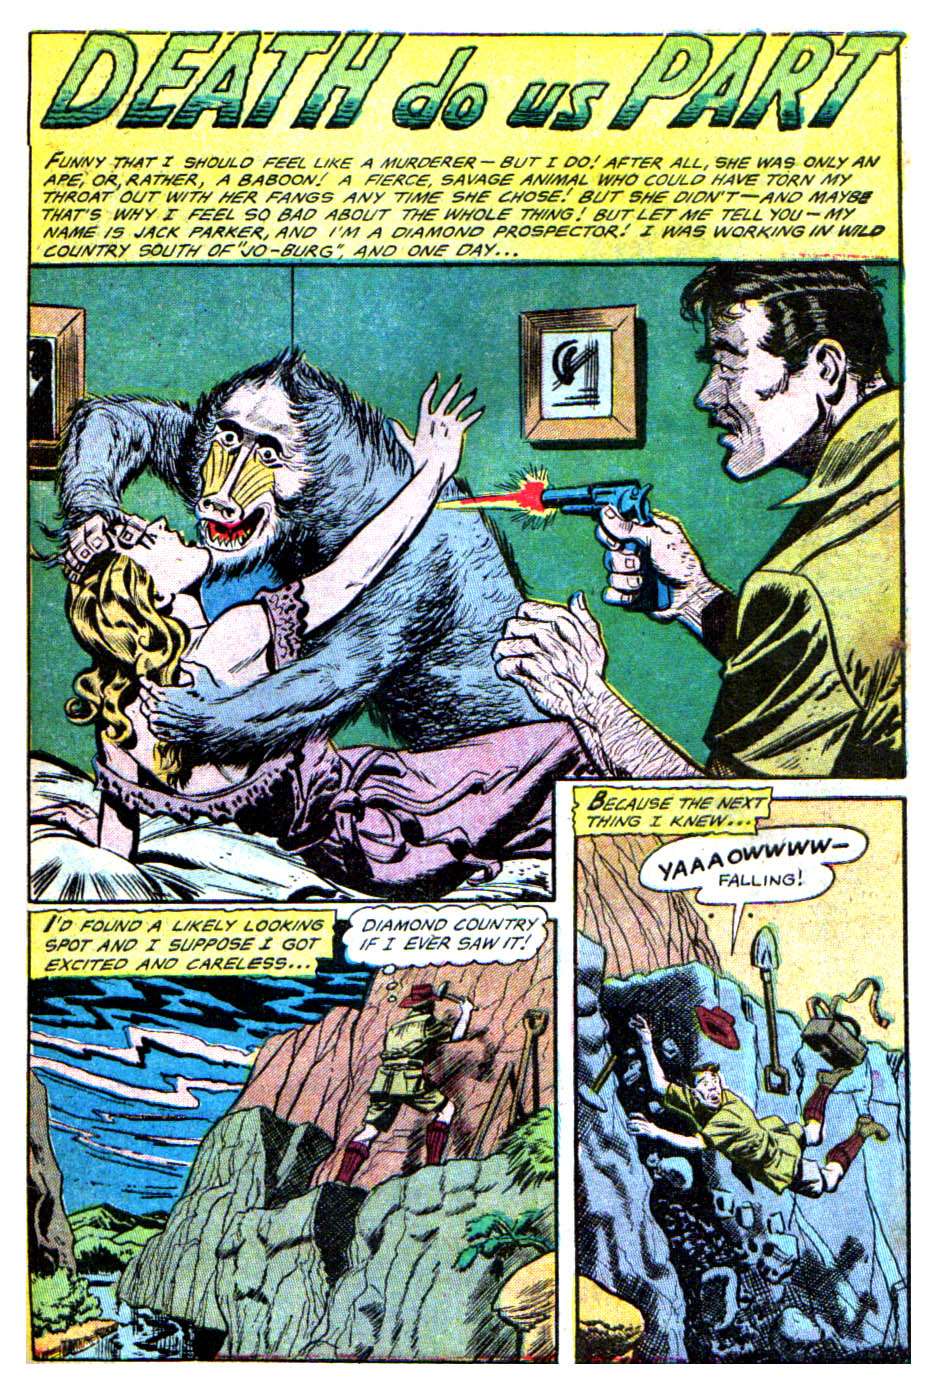 DEATH do us PART
FUNNY THAT I SHOULD FEEL LIKE A MURDERER — BUT I DO! AFTER ALL, SHE WAS ONLY AN
APE, OR, RATHER, A BABOON! A FIERCE, SAVAGE ANIMAL WHO COULD HAVE TORN MY
THROAT OUT WITH HER FANGS ANY TIME SHE CHOSE! BUT SHE DIDN'T — AND MAYBE
THAT'S WHY I FEEL SO BAD ABOUT THE WHOLE THING! BUT LET ME TELL YOU — MY
NAME IS JACK PARKER, AND I'M A DIAMOND PROSPECTOR! I WAS WORKING IN WILD
COUNTRY SOUTH OF "JO-BURG", AND ONE DAY...
I'D FOUND A LIKELY LOOKING
SPOT AND I SUPPOSE I GOT
EXCITED AND CARELESS...
DIAMOND COUNTRY
IF I EVER SAW IT!
BECAUSE THE NEXT
THING I KNEW...
YAAAOWWWW—
FALLING!